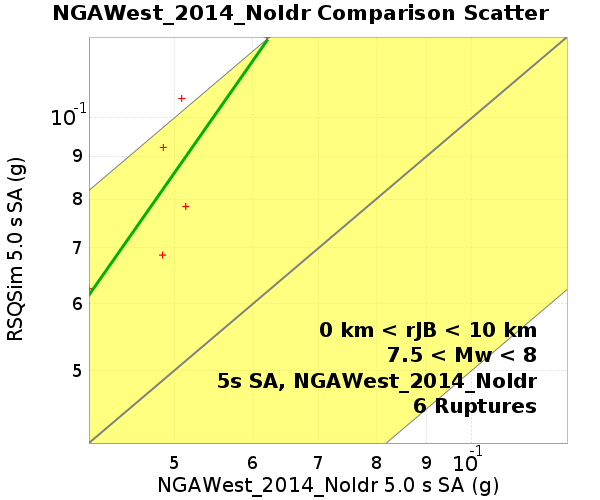 NGAWest_2014_NoIdr Comparison Scatter
10-1
9
8
7
6
5
RSQSim 5.0 s SA (g)
0 km < rJB < 10 km
7.5 < Mw < 8
5s SA, NGAWest_2014_NoIdr
6 Ruptures
5 6 7 8 9 10-1
NGAWest_2014_NoIdr 5.0 s SA (g)